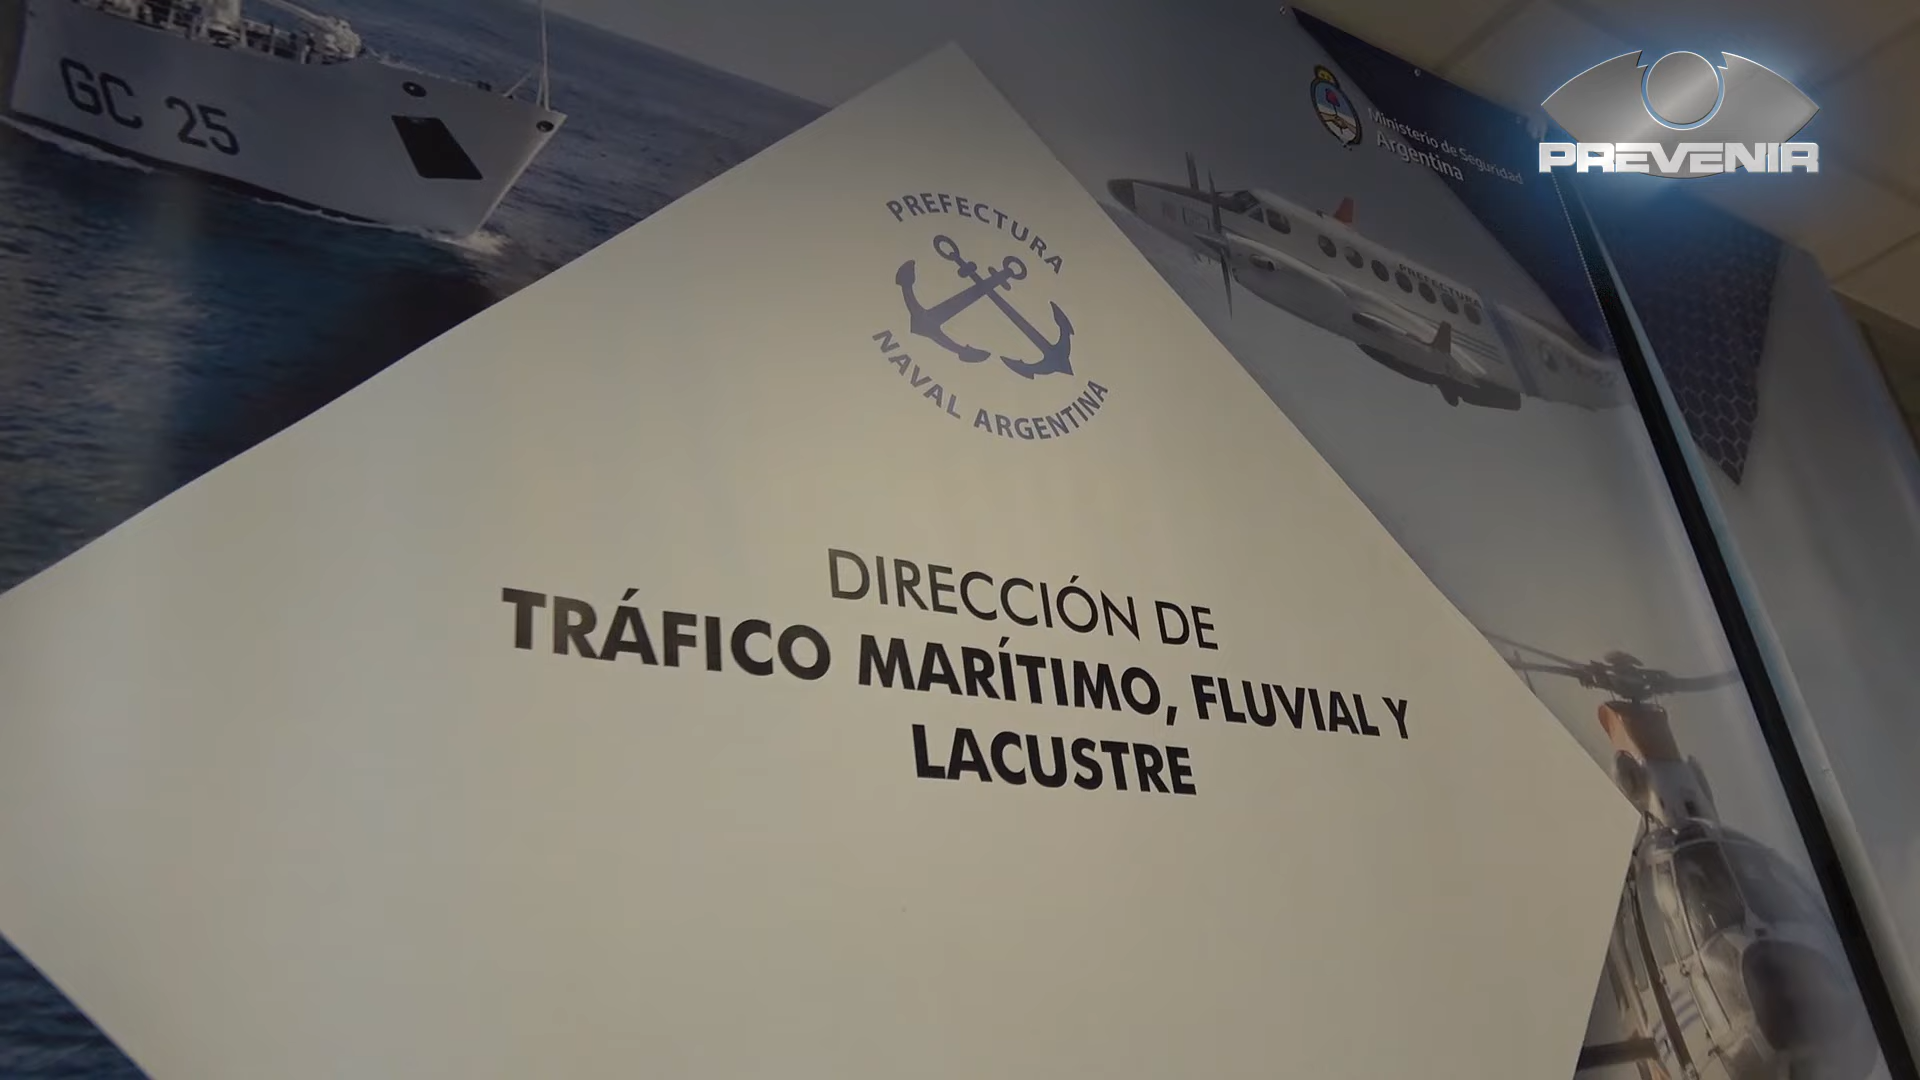 GC 25
PREFECTURA
NAVAL ARGENTINA
Ministerio de Seguridad
Argentina
PREVENIR
PREFECTURA
DIRECCIÓN DE
TRÁFICO MARÍTIMO, FLUVIAL Y
LACUSTRE